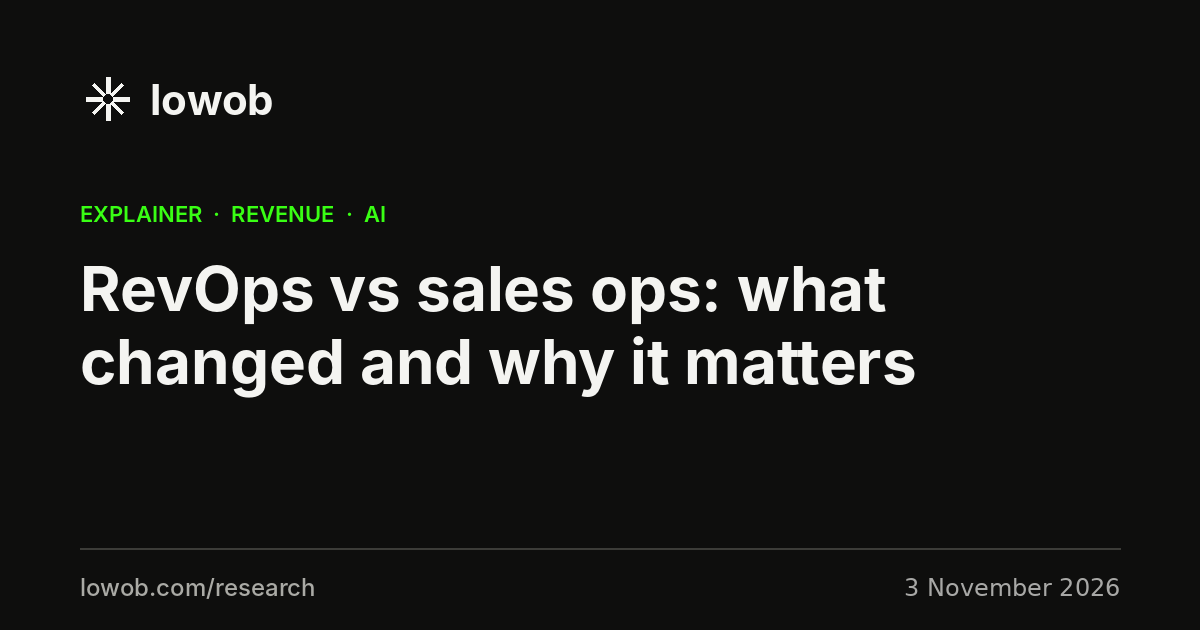 lowob
EXPLAINER · REVENUE · AI
RevOps vs sales ops: what
changed and why it matters
lowob.com/research
3 November 2026